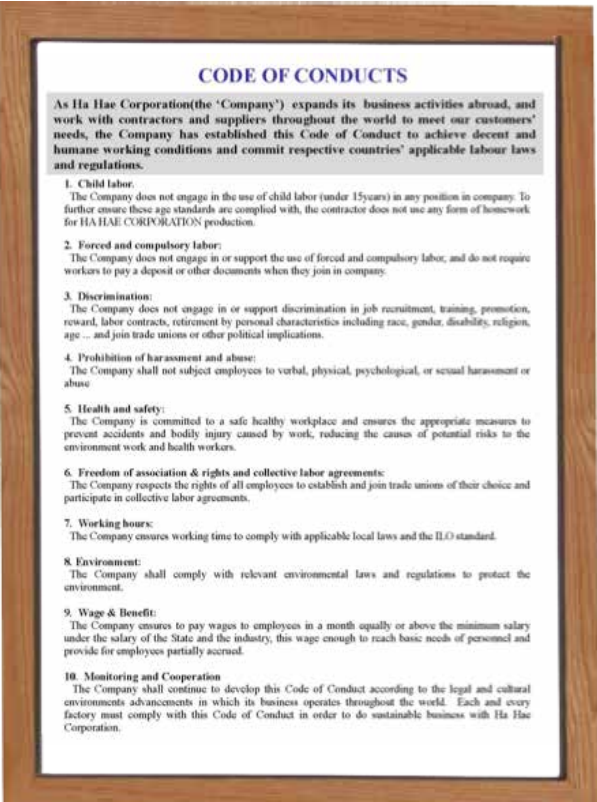 CODE OF CONDUCTS
As Ha Hae Corporation(the ‘Company’) expands its business activities abroad, and
work with contractors and suppliers throughout the world to meet our customers’
needs, the Company has established this Code of Conduct to achieve decent and
humane working conditions and commit respective countries’ applicable labour laws
and regulations.
1. Child labor.
The Company does not engage in the use of child labor (under 15years) in any position in company. To
further ensure these age standards are complied with, the contractor does not use any form of homework
for HA HAE CORPORATION production.
2. Forced and compulsory labor:
The Company does not engage in or support the use of forced and compulsory labor, and do not require
workers to pay a deposit or other documents when they join in company.
3. Discrimination:
The Company does not engage in or support discrimination in job recruitment, training, promotion,
reward, labor contracts, retirement by personal characteristics including race, gender, disability, religion,
age ... and join trade unions or other political implications.
4. Prohibition of harassment and abuse:
The Company shall not subject employees to verbal, physical, psychological, or sexual harassment or
abuse
5. Health and safety:
The Company is committed to a safe healthy workplace and ensures the appropriate measures to
prevent accidents and bodily injury caused by work, reducing the causes of potential risks to the
environment work and health workers.
6. Freedom of association & rights and collective labor agreements:
The Company respects the rights of all employees to establish and join trade unions of their choice and
participate in collective labor agreements.
7. Working hours:
The Company ensures working time to comply with applicable local laws and the ILO standard.
8. Environment:
The Company shall comply with relevant environmental laws and regulations to protect the
environment.
9. Wage & Benefit:
The Company ensures to pay wages to employees in a month equally or above the minimum salary
under the salary of the State and the industry, this wage enough to reach basic needs of personnel and
provide for employees partially accrued.
10. Monitoring and Cooperation
The Company shall continue to develop this Code of Conduct according to the legal and cultural
environments advancements in which its business operates throughout the world. Each and every
factory must comply with this Code of Conduct in order to do sustainable business with Ha Hae
Corporation.